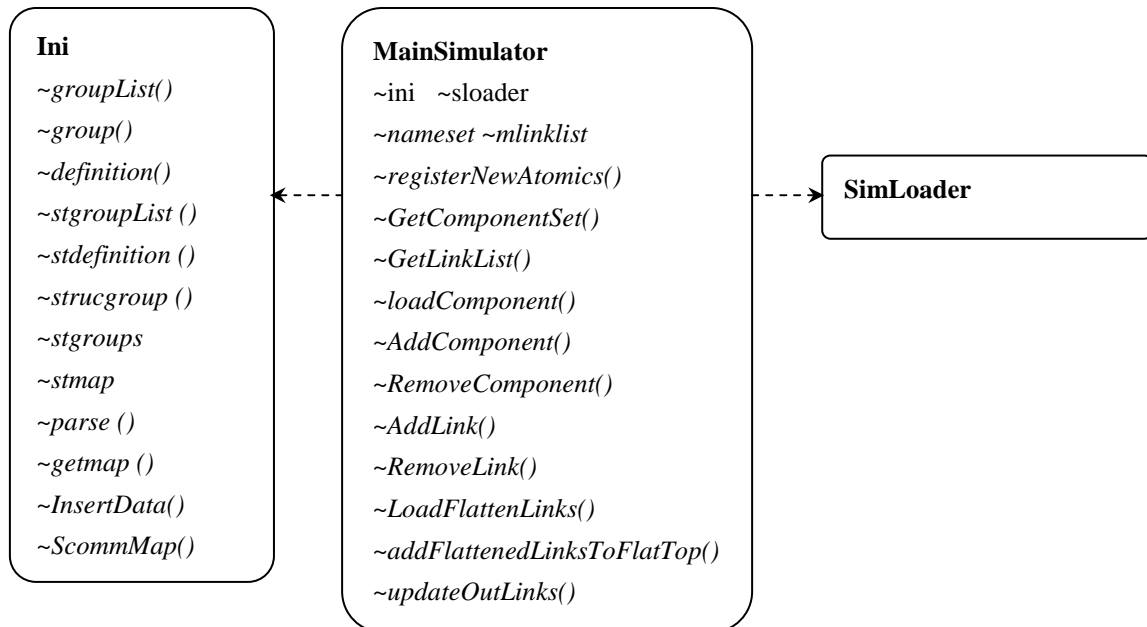 Ini
~groupList()
~group()
~definition()
~stgroupList ()
~stdefinition ()
~strucgroup ()
~stgroups
~stmap
~parse ()
~getmap ()
~InsertData()
~ScommMap()
MainSimulator
~ini ~sloader
~nameset ~mlinklist
~registerNewAtomics()
~GetComponentSet()
~GetLinkList()
~loadComponent()
~AddComponent()
~RemoveComponent()
~AddLink()
~RemoveLink()
~LoadFlattenLinks()
~addFlattenedLinksToFlatTop()
~updateOutLinks()
SimLoader